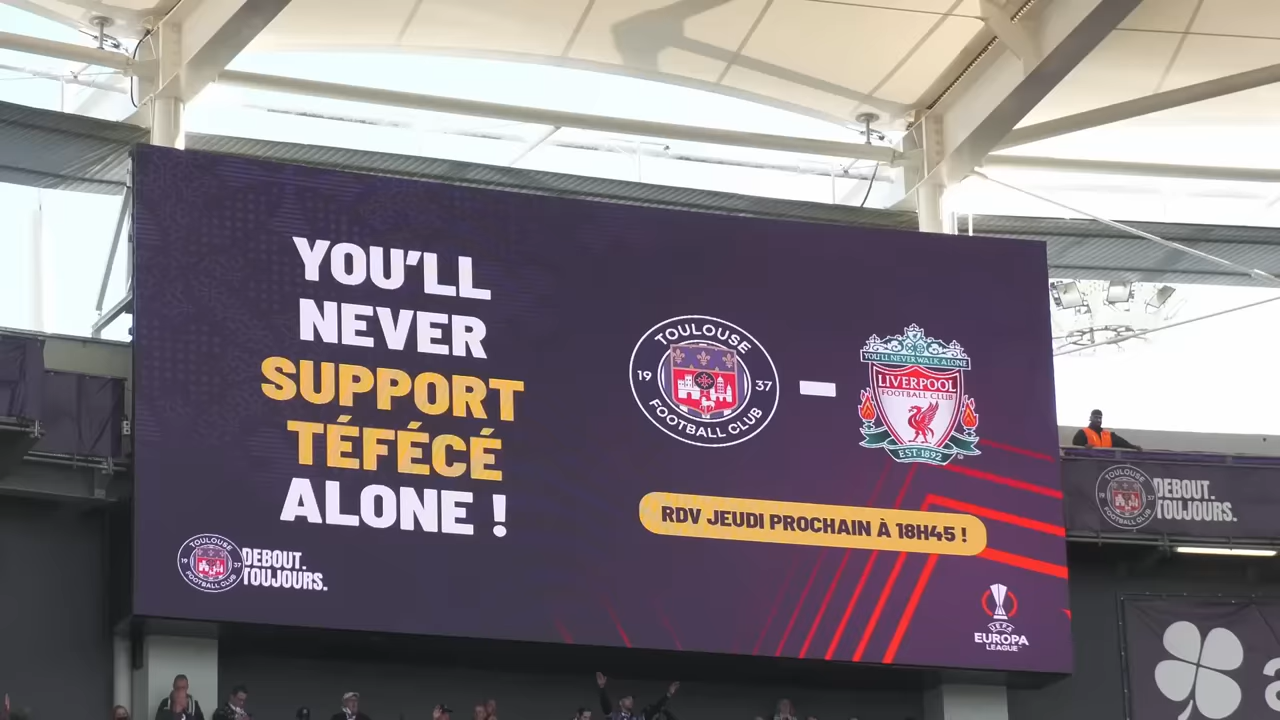 YOU'LL
NEVER
SUPPORT
TÉFÉCÉ
ALONE !
TOULOUSE
19 37
FOOTBALL CLUB
YOU'LL NEVER WALK ALONE
LIVERPOOL
FOOTBALL CLUB
EST·1892
RDV JEUDI PROCHAIN À 18H45 !
TOULOUSE
19 37
FOOTBALL CLUB
DEBOUT.
TOUJOURS.
UEFA
EUROPA
LEAGUE
TOULOUSE
19 37
FOOTBALL CLUB
DEBOUT.
TOUJOURS.